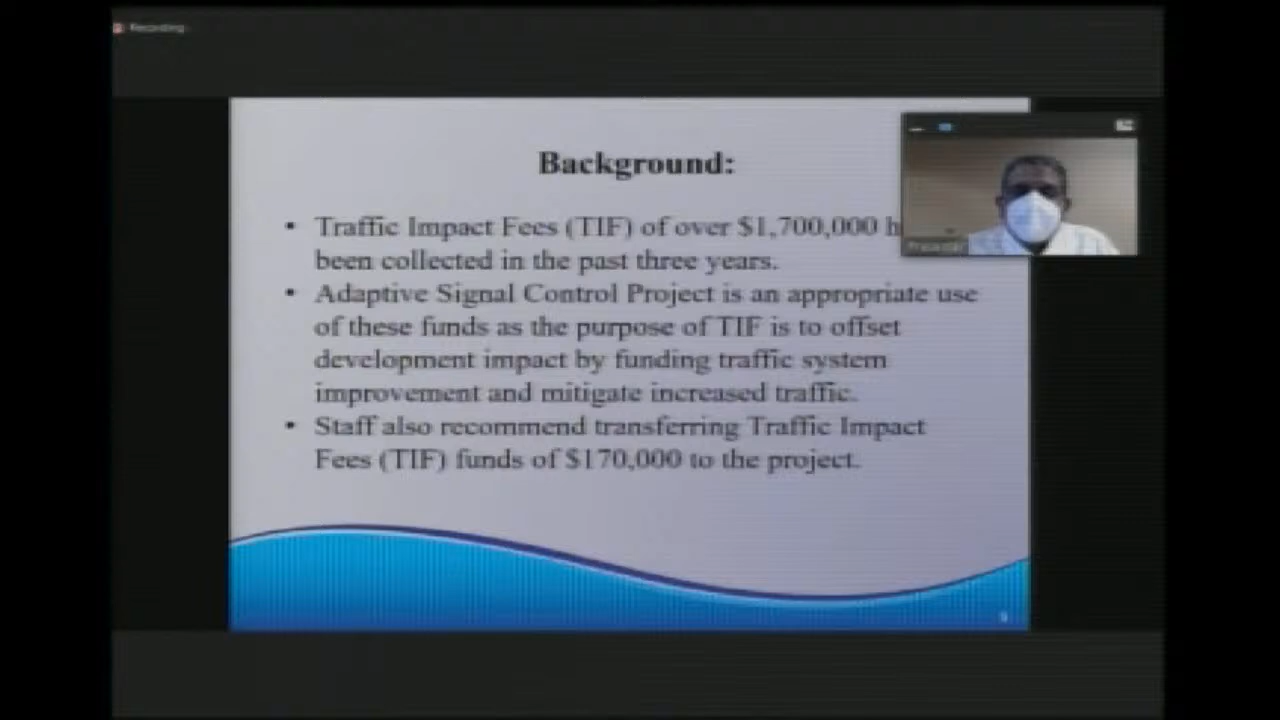 Recording
Background:
• Traffic Impact Fees (TIF) of over $1,700,000 h
been collected in the past three years.
Presenter
• Adaptive Signal Control Project is an appropriate use
of these funds as the purpose of TIF is to offset
development impact by funding traffic system
improvement and mitigate increased traffic.
• Staff also recommend transferring Traffic Impact
Fees (TIF) funds of $170,000 to the project.